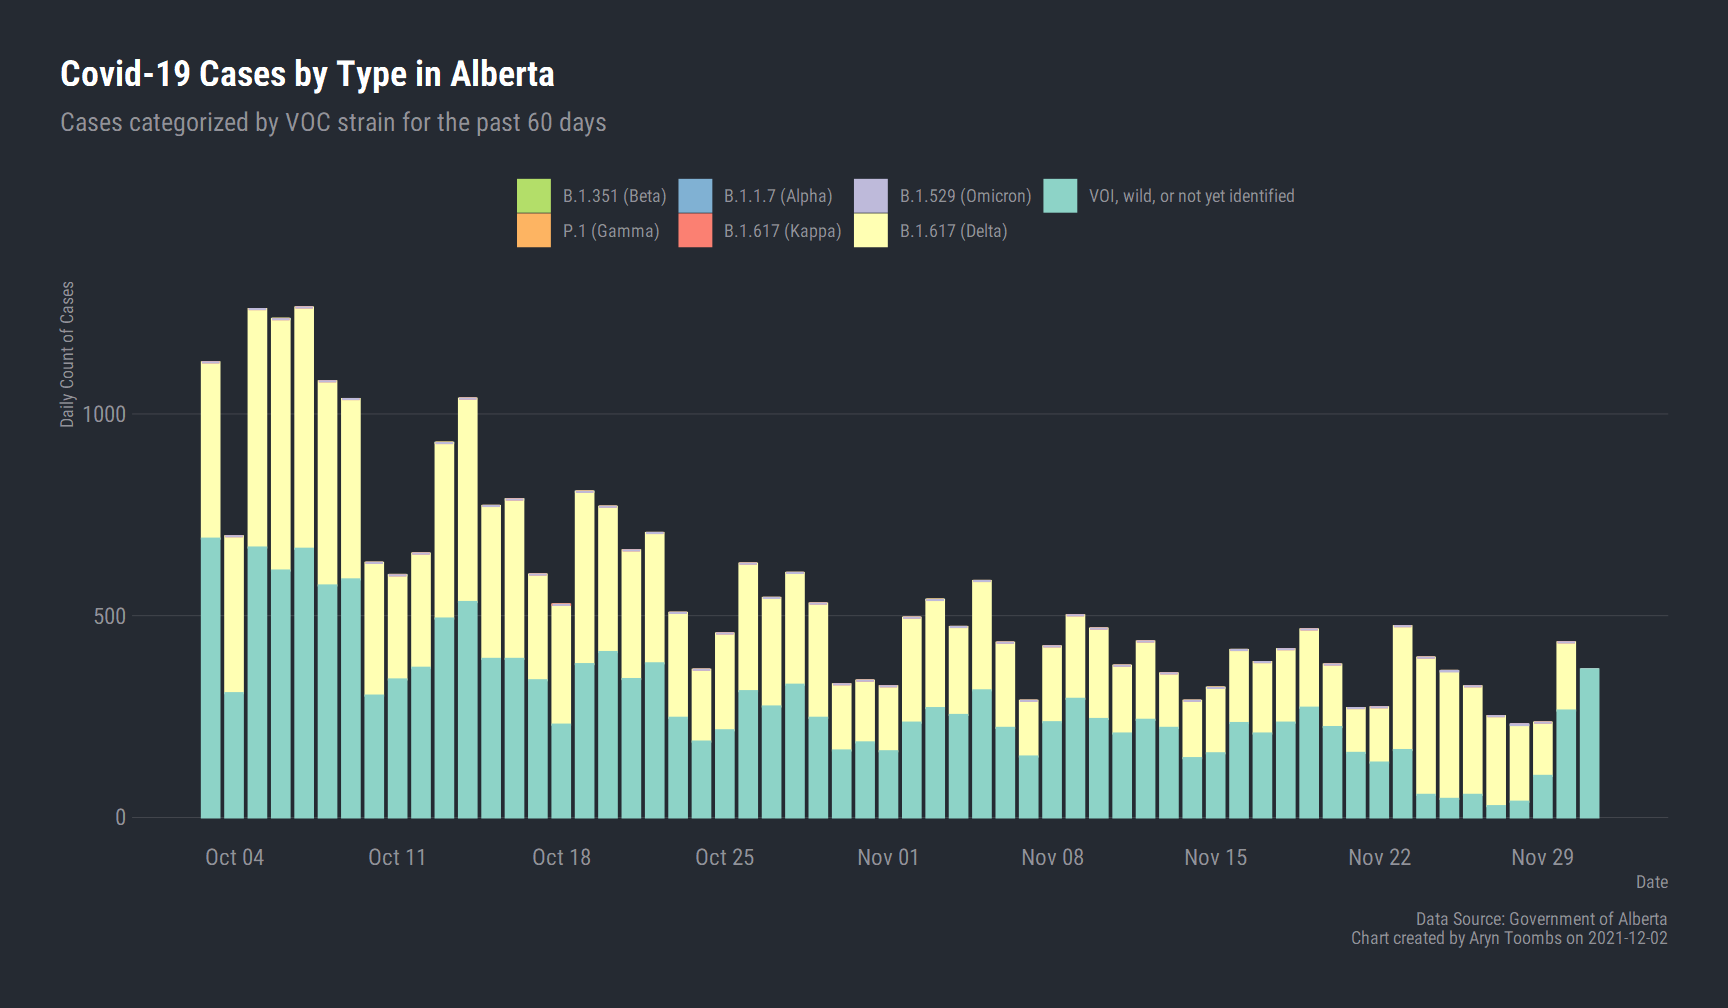 Covid-19 Cases by Type in Alberta
Cases categorized by VOC strain for the past 60 days
B.1.351 (Beta)
B.1.1.7 (Alpha)
B.1.529 (Omicron)
VOI, wild, or not yet identified
P.1 (Gamma)
B.1.617 (Kappa)
B.1.617 (Delta)
Daily Count of Cases
1000
500
0
Oct 04
Oct 11
Oct 18
Oct 25
Nov 01
Nov 08
Nov 15
Nov 22
Nov 29
Date
Data Source: Government of Alberta
Chart created by Aryn Toombs on 2021-12-02